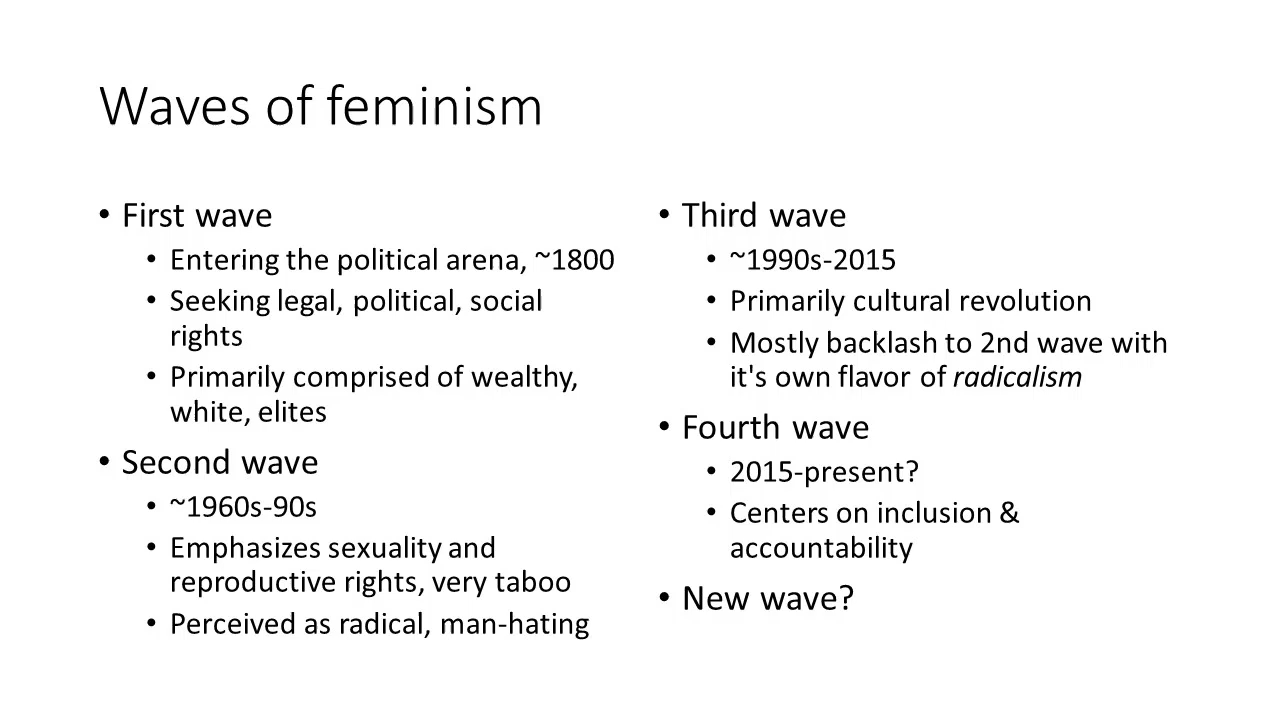 Waves of feminism
• First wave
• Entering the political arena, ~1800
• Seeking legal, political, social
rights
• Primarily comprised of wealthy,
white, elites
• Second wave
• ~1960s-90s
• Emphasizes sexuality and
reproductive rights, very taboo
• Perceived as radical, man-hating
• Third wave
• ~1990s-2015
• Primarily cultural revolution
• Mostly backlash to 2nd wave with
it's own flavor of radicalism
• Fourth wave
• 2015-present?
• Centers on inclusion &
accountability
• New wave?